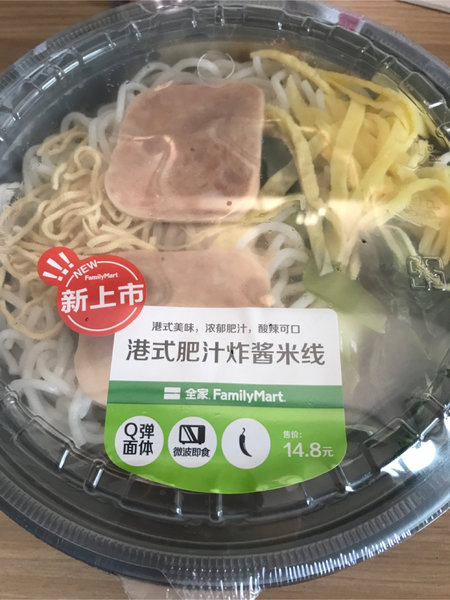 NEW
FamilyMart
新上市
港式美味，浓郁肥汁，酸辣可口
港式肥汁炸酱米线
全家 FamilyMart
Q弹
面体
微波即食
售价：
14.8元